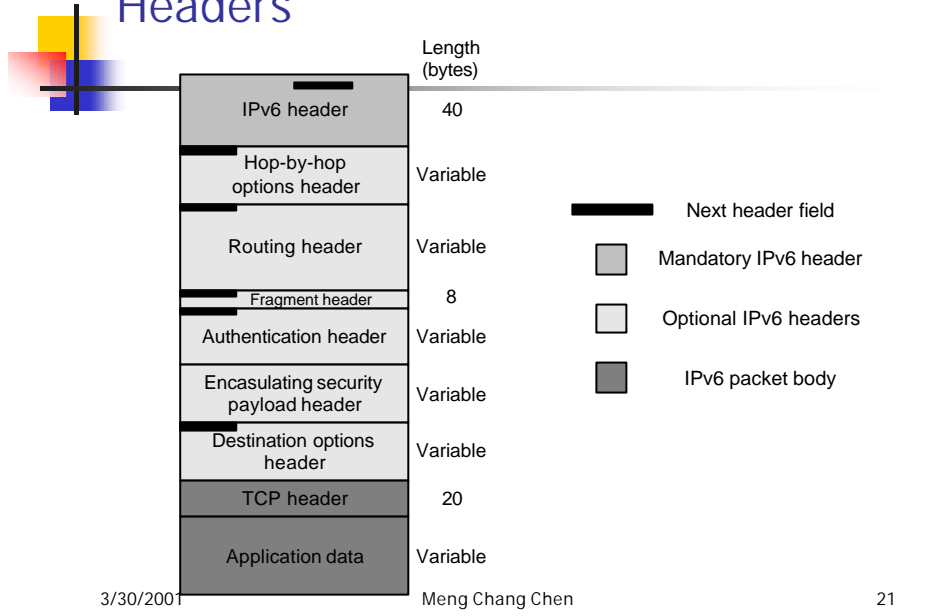 Headers
Length
(bytes)
IPv6 header
40
Hop-by-hop
options header
Variable
Routing header
Variable
Fragment header
8
Authentication header
Variable
Encasulating security
payload header
Variable
Destination options
header
Variable
TCP header
20
Application data
Variable
Next header field
Mandatory IPv6 header
Optional IPv6 headers
IPv6 packet body
3/30/2001
Meng Chang Chen
21